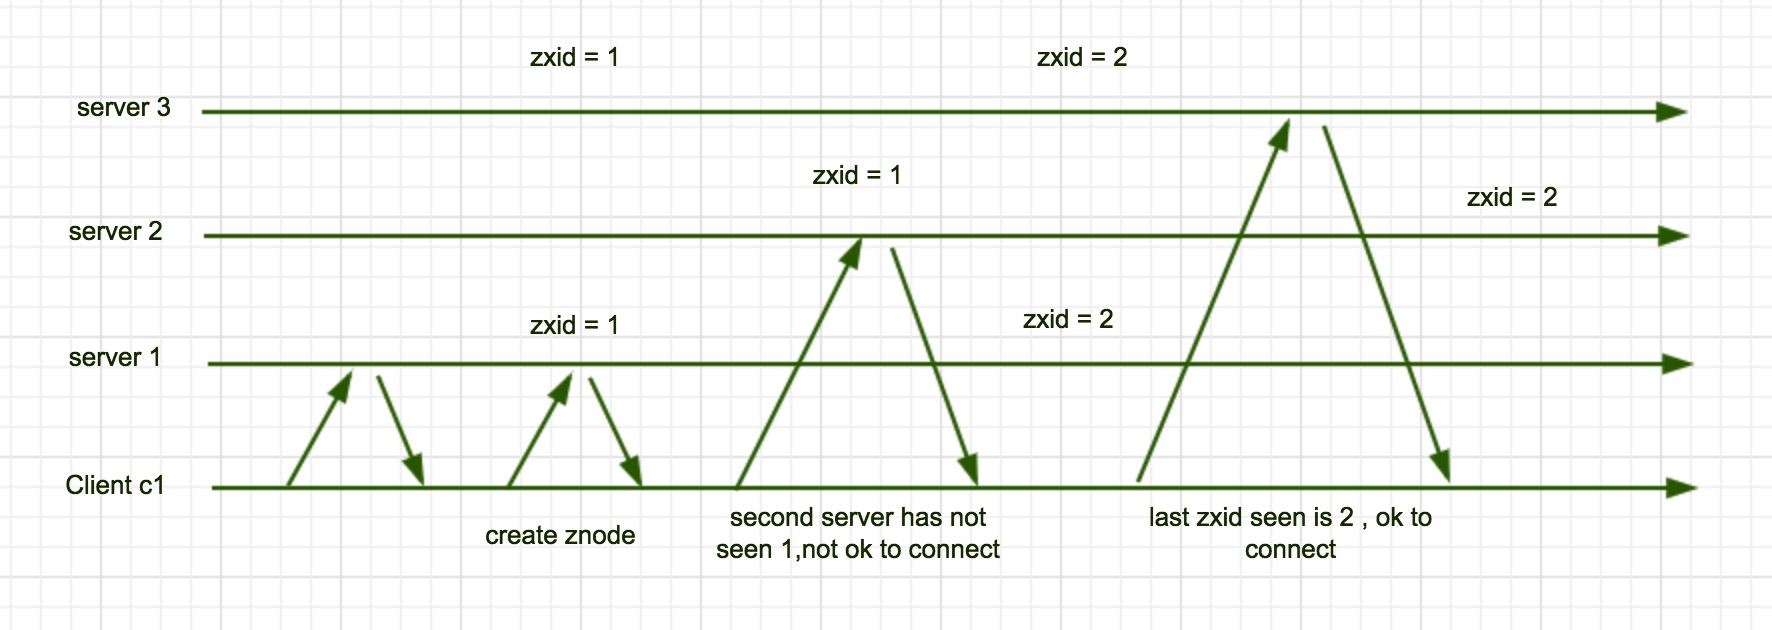 zxid = 1
zxid = 2
server 3
zxid = 1
zxid = 2
server 2
zxid = 1
zxid = 2
server 1
Client c1
create znode
second server has not
seen 1,not ok to connect
last zxid seen is 2 , ok to
connect